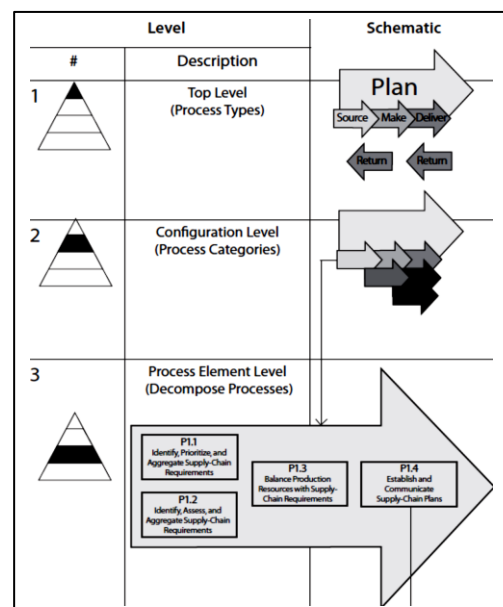 Level
Schematic
#
Description
1
Top Level
(Process Types)
Plan
Source
Make
Deliver
Return
Return
2
Configuration Level
(Process Categories)
3
Process Element Level
(Decompose Processes)
P1.1
Identify, Prioritize, and
Aggregate Supply-Chain
Requirements
P1.2
Identify, Assess, and
Aggregate Supply-Chain
Requirements
P1.3
Balance Production
Resources with Supply-
Chain Requirements
P1.4
Establish and
Communicate
Supply-Chain Plans